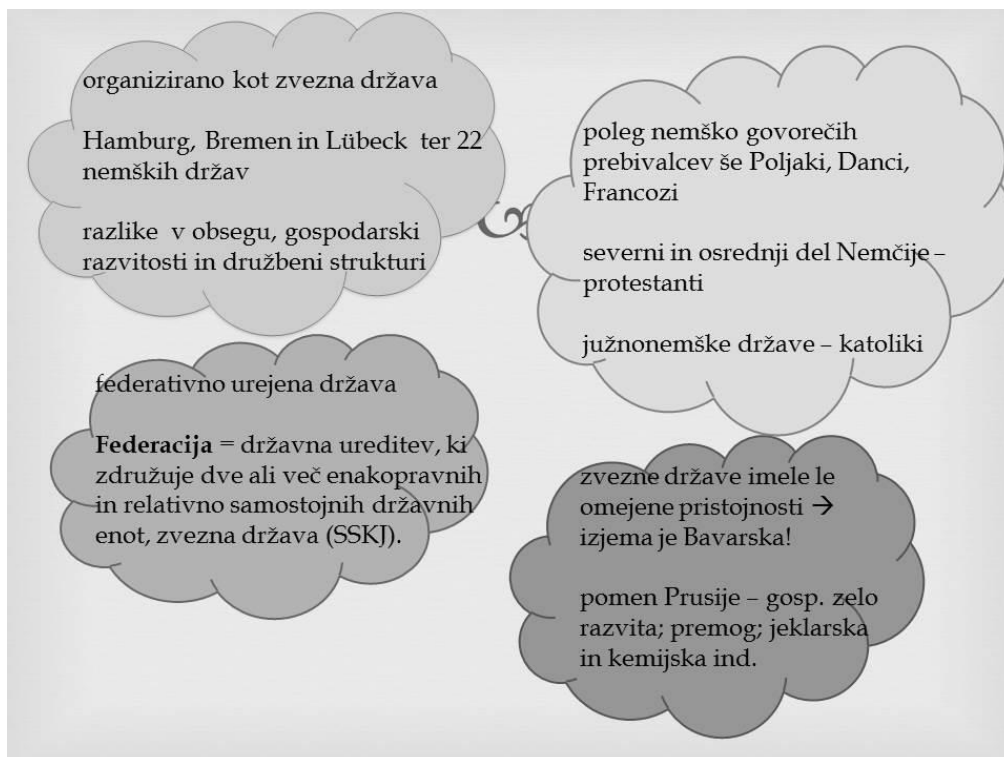 organizirano kot zvezna država
Hamburg, Bremen in Lübeck ter 22
nemških držav
razlike v obsegu, gospodarski
razvitosti in družbeni strukturi
poleg nemško govorečih
prebivalcev še Poljaki, Danci,
Francozi
severni in osrednji del Nemčije –
protestanti
južnonemške države – katoliki
federativno urejena država
Federacija = državna ureditev, ki
združuje dve ali več enakopravnih
in relativno samostojnih državnih
enot, zvezna država (SSKJ).
zvezne države imele le
omejene pristojnosti →
izjema je Bavarska!
pomen Prusije – gosp. zelo
razvita; premog; jeklarska
in kemijska ind.